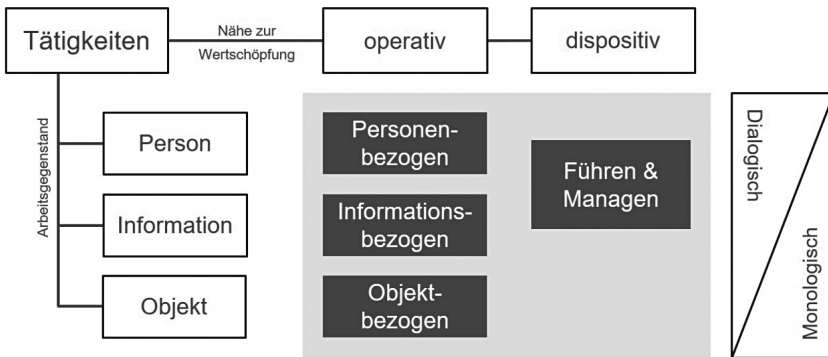 Tätigkeiten
Nähe zur
Wertschöpfung
operativ
dispositiv
Arbeitsgegenstand
Person
Information
Objekt
Personen-
bezogen
Informations-
bezogen
Objekt-
bezogen
Führen &
Managen
Dialogisch
Monologisch